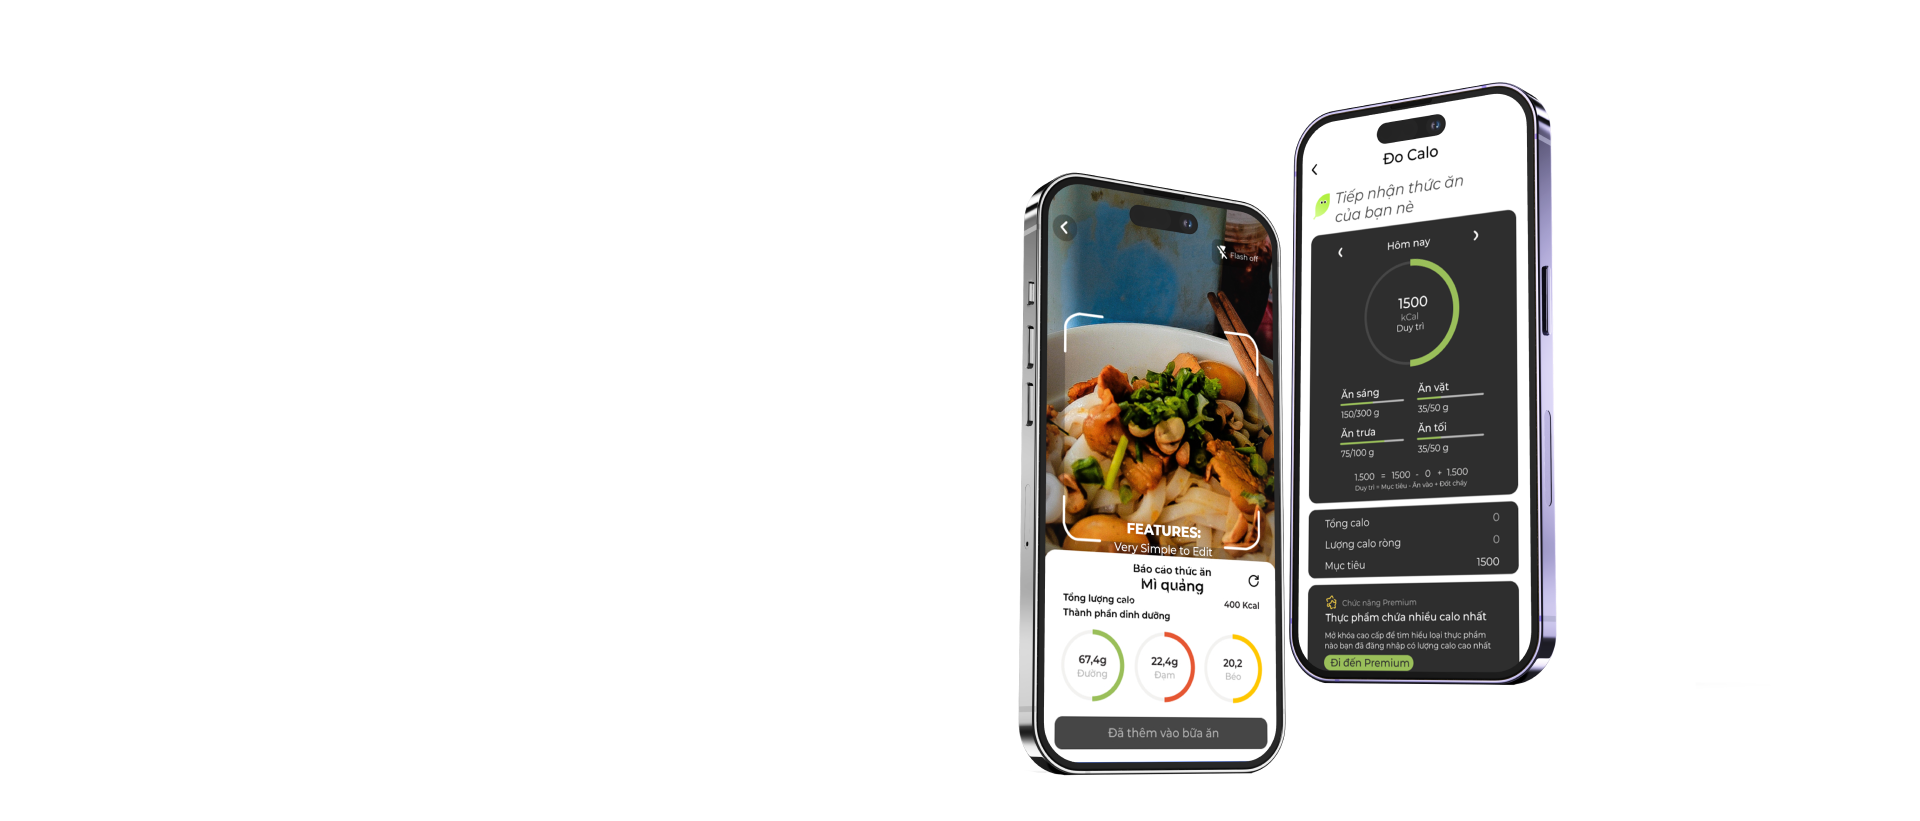 Flash off
FEATURES:
Very Simple to Edit
Báo cáo thức ăn
Mì quảng
Tổng lượng calo
400 Kcal
Thành phần dinh dưỡng
67,4g
Đường
22,4g
Đạm
20,2
Béo
Đã thêm vào bữa ăn
Đo Calo
Tiếp nhận thức ăn
của bạn nè
Hôm nay
1500
kCal
Duy trì
Ăn sáng
150/300 g
Ăn vặt
35/50 g
Ăn trưa
75/100 g
Ăn tối
35/50 g
1.500 = 1500 - 0 + 1.500
Duy trì = Mục tiêu - Ăn vào + Đốt cháy
Tổng calo 0
Lượng calo ròng 0
Mục tiêu 1500
Chức năng Premium
Thực phẩm chứa nhiều calo nhất
Mở khóa cao cấp để tìm hiểu loại thực phẩm
nào bạn đã đăng nhập có lượng calo cao nhất
Đi đến Premium